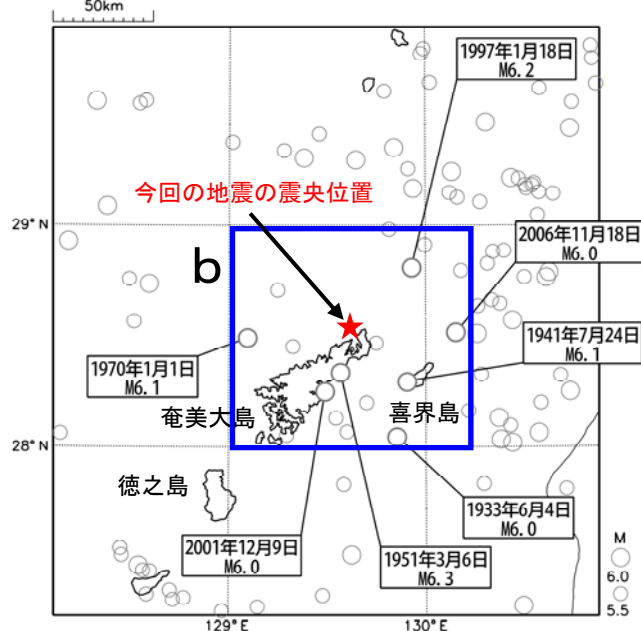 50km
1997年1月18日
M6.2
今回の地震の震央位置
29°N
2006年11月18日
M6.0
b
1941年7月24日
M6.1
1970年1月1日
M6.1
奄美大島
喜界島
28°N
徳之島
1933年6月4日
M6.0
2001年12月9日
M6.0
1951年3月6日
M6.3
M
6.0
5.5
129°E
130°E